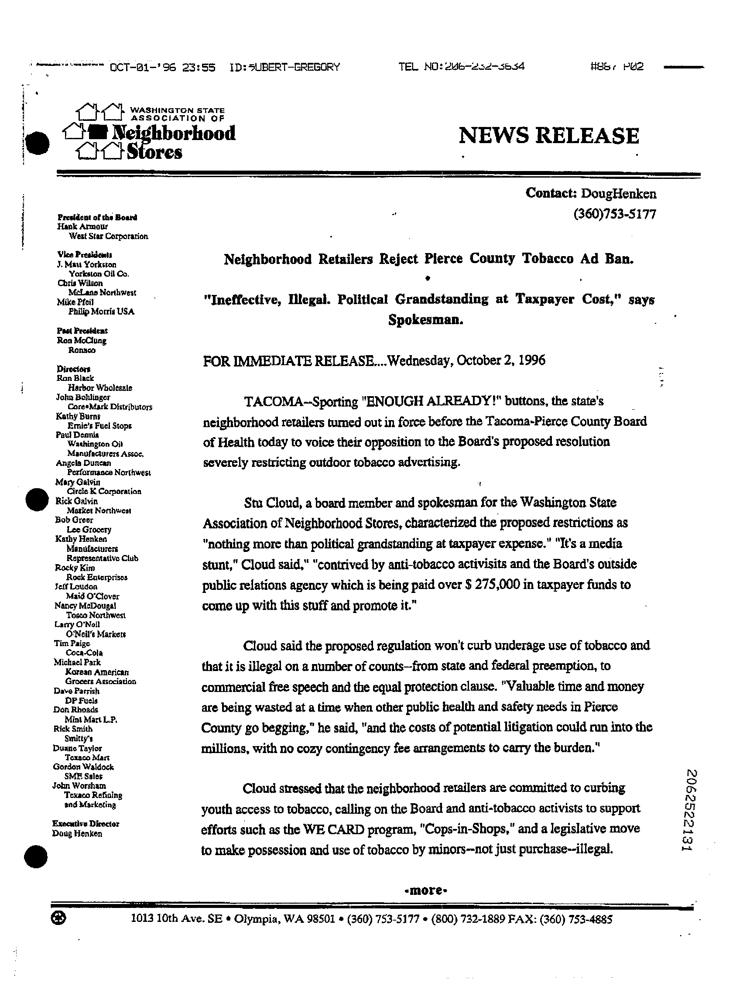 OCT-01-'96 23:55 ID:SUBERT-GREGORY TEL NO:206-232-3634 #867 P02
WASHINGTON STATE
ASSOCIATION OF
Neighborhood
Stores
NEWS RELEASE
Contact: DougHenken
(360)753-5177
President of the Board
Hank Armour
West Star Corporation
Vice Presidents
J. Matt Yorkston
Yorkston Oil Co.
Chris Wilson
McLane Northwest
Mike Pfeil
Philip Morris USA
Past President
Ron McClung
Ronsco
Directors
Ron Black
Harbor Wholesale
John Bohlinger
Core•Mark Distributors
Kathy Burns
Ernie's Fuel Stops
Paul Dennis
Washington Oil
Manufacturers Assoc.
Angela Duncan
Performance Northwest
Mary Galvin
Circle K Corporation
Rick Galvin
Market Northwest
Bob Greer
Lee Grocery
Kathy Henken
Manufacturers
Representative Club
Rocky Kim
Rock Enterprises
Jeff Loudon
Maid O'Clover
Nancy McDougal
Tosco Northwest
Larry O'Neil
O'Neil's Markets
Tim Paige
Coca-Cola
Michael Park
Korean American
Grocers Association
Dave Parrish
DP Fuels
Don Rhoads
Mini Mart L.P.
Rick Smith
Smitty's
Duane Taylor
Texaco Mart
Gordon Waldock
SME Sales
John Worsham
Texaco Refining
and Marketing
Executive Director
Doug Henken
Neighborhood Retailers Reject Pierce County Tobacco Ad Ban.
•
"Ineffective, Illegal. Political Grandstanding at Taxpayer Cost," says
Spokesman.
FOR IMMEDIATE RELEASE....Wednesday, October 2, 1996
TACOMA--Sporting "ENOUGH ALREADY!" buttons, the state's
neighborhood retailers turned out in force before the Tacoma-Pierce County Board
of Health today to voice their opposition to the Board's proposed resolution
severely restricting outdoor tobacco advertising.
Stu Cloud, a board member and spokesman for the Washington State
Association of Neighborhood Stores, characterized the proposed restrictions as
"nothing more than political grandstanding at taxpayer expense." "It's a media
stunt," Cloud said," "contrived by anti-tobacco activisits and the Board's outside
public relations agency which is being paid over $ 275,000 in taxpayer funds to
come up with this stuff and promote it."
Cloud said the proposed regulation won't curb underage use of tobacco and
that it is illegal on a number of counts--from state and federal preemption, to
commercial free speech and the equal protection clause. "Valuable time and money
are being wasted at a time when other public health and safety needs in Pierce
County go begging," he said, "and the costs of potential litigation could run into the
millions, with no cozy contingency fee arrangements to carry the burden."
Cloud stressed that the neighborhood retailers are committed to curbing
youth access to tobacco, calling on the Board and anti-tobacco activists to support
efforts such as the WE CARD program, "Cops-in-Shops," and a legislative move
to make possession and use of tobacco by minors--not just purchase--illegal.
-more-
2062522131
1013 10th Ave. SE • Olympia, WA 98501 • (360) 753-5177 • (800) 732-1889 FAX: (360) 753-4885